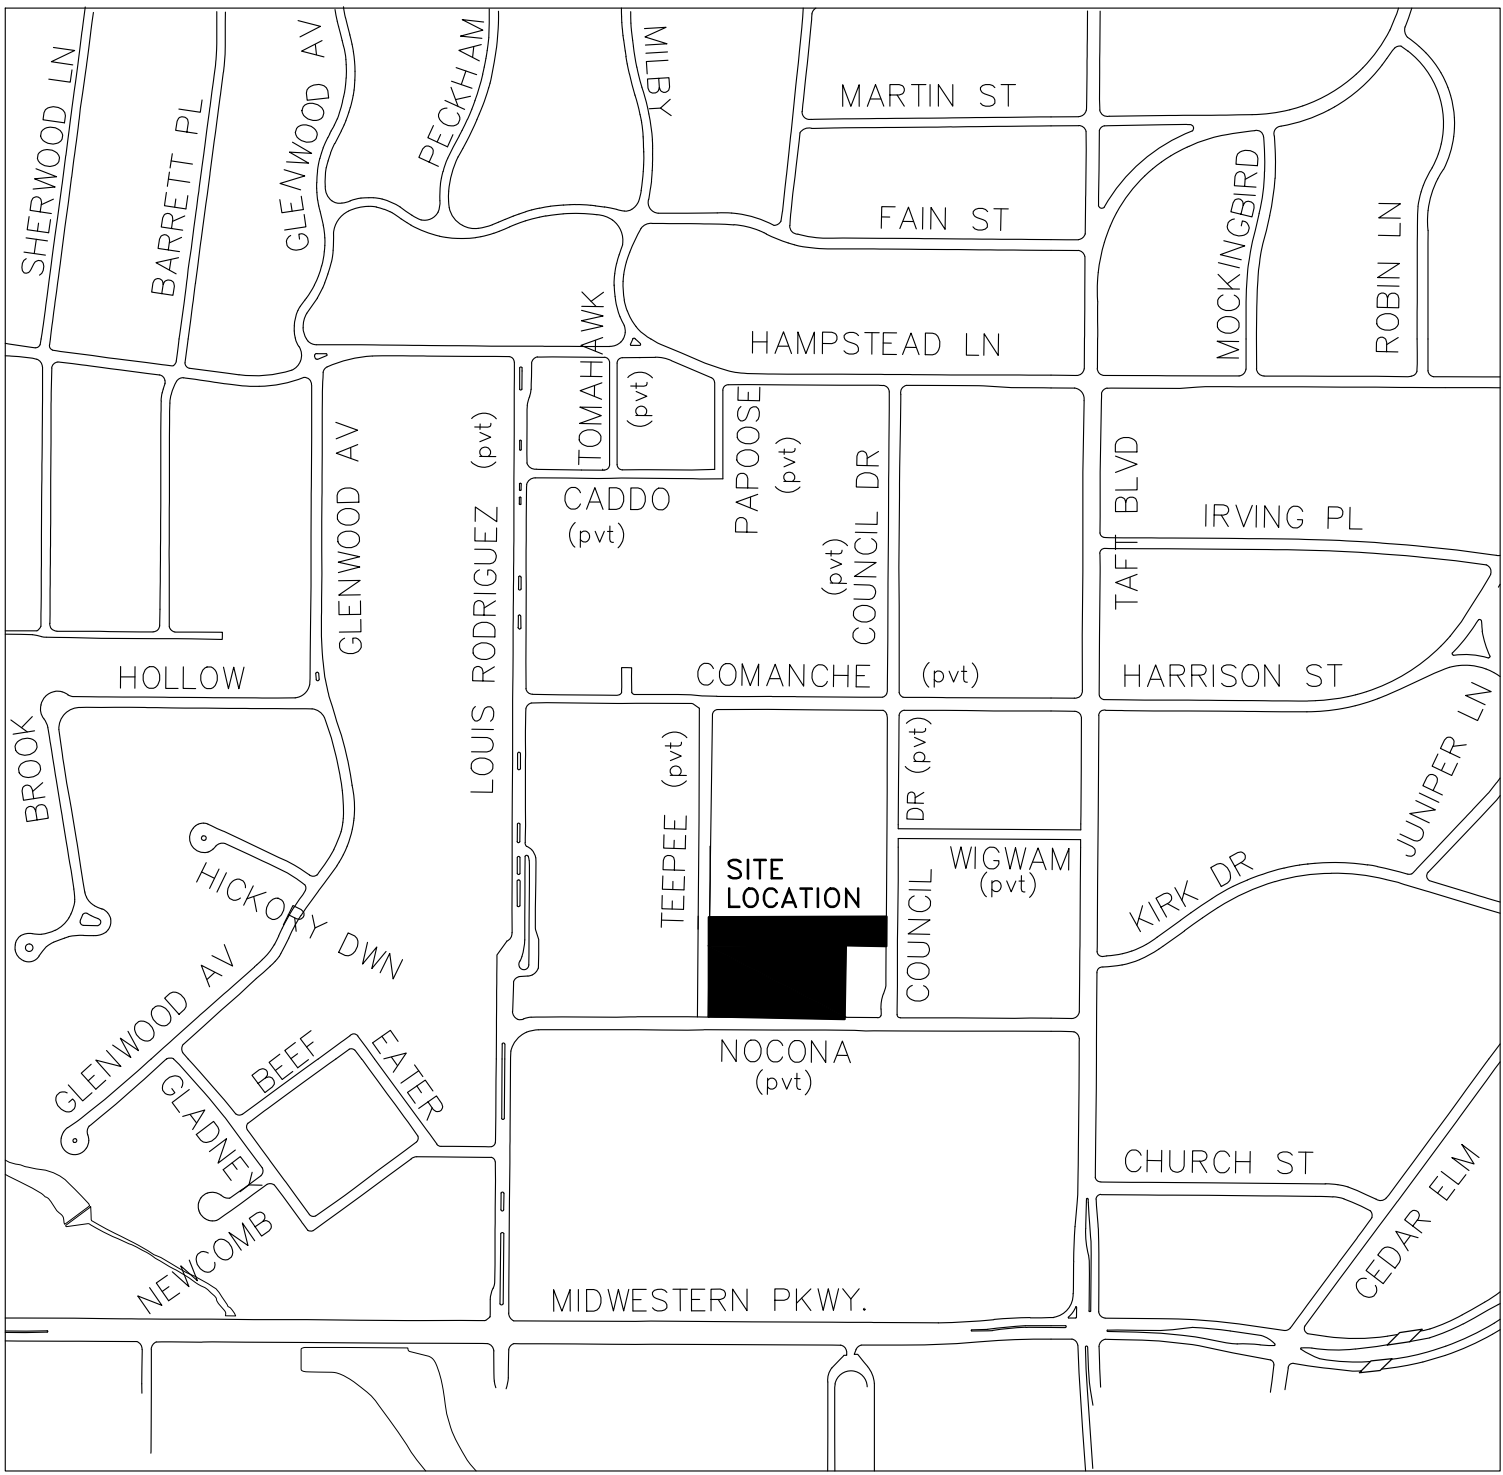 SHERWOOD LN
BARRETT PL
GLENWOOD AV
PECKHAM
MILBY
MARTIN ST
FAIN ST
MOCKINGBIRD
ROBIN LN
HAMPSTEAD LN
TOMAHAWK
(pvt)
PAPOOSE
(pvt)
CADDO
(pvt)
COUNCIL DR
(pvt)
TAFT BLVD
IRVING PL
GLENWOOD AV
LOUIS RODRIGUEZ (pvt)
HOLLOW
BROOK
COMANCHE (pvt)
HARRISON ST
JUNIPER LN
TEEPEE (pvt)
DR (pvt)
COUNCIL
WIGWAM
(pvt)
KIRK DR
SITE
LOCATION
HICKORY DWN
GLENWOOD AV
BEEF
EATER
GLADNEY
NEWCOMB
NOCONA
(pvt)
CHURCH ST
CEDAR ELM
MIDWESTERN PKWY.